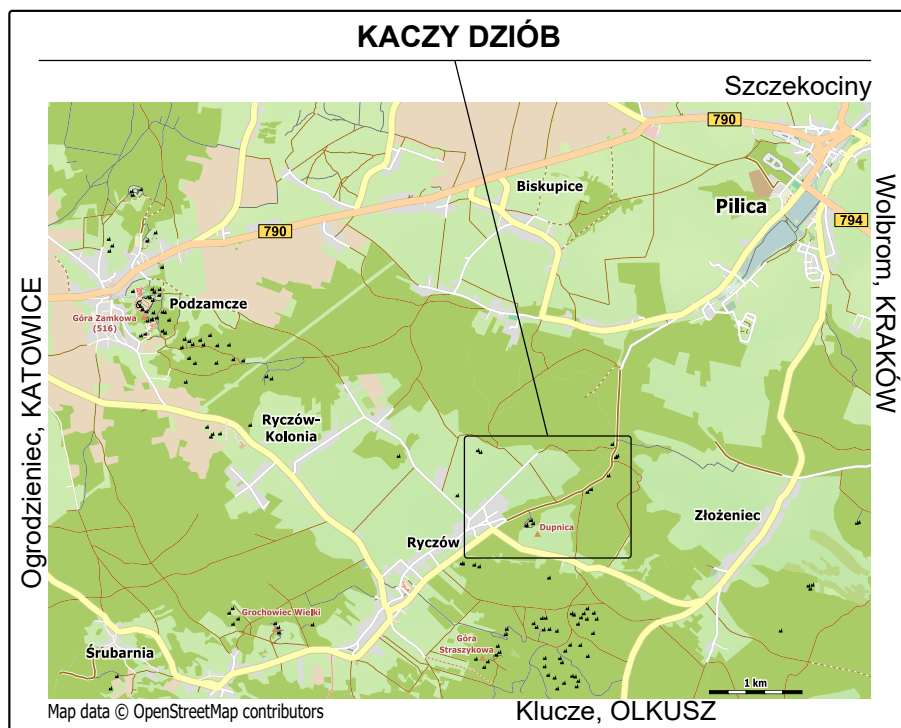 KACZY DZIÓB
Szczekociny
790
Biskupice
Pilica
794
790
Podzamcze
Góra Zamkowa
(516)
Wolbrom, KRAKÓW
Ogrodzieniec, KATOWICE
Ryczów-
Kolonia
Złożeniec
Dupnica
Ryczów
Grochowiec Wielki
Góra
Straszykowa
Śrubarnia
1 km
Map data © OpenStreetMap contributors
Klucze, OLKUSZ